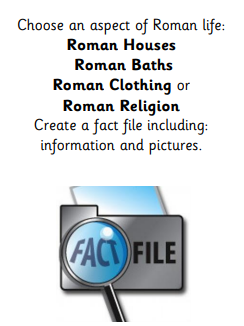 Choose an aspect of Roman life:
Roman Houses
Roman Baths
Roman Clothing or
Roman Religion
Create a fact file including:
information and pictures.
FACT FILE